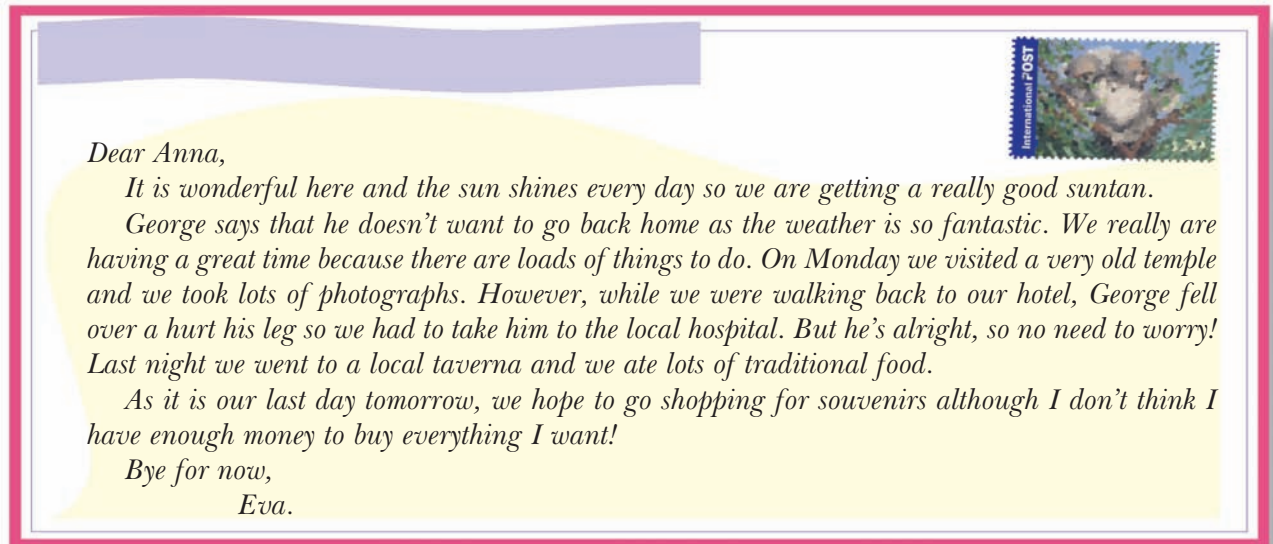 International POST
Dear Anna,
It is wonderful here and the sun shines every day so we are getting a really good suntan.
George says that he doesn't want to go back home as the weather is so fantastic. We really are
having a great time because there are loads of things to do. On Monday we visited a very old temple
and we took lots of photographs. However, while we were walking back to our hotel, George fell
over a hurt his leg so we had to take him to the local hospital. But he's alright, so no need to worry!
Last night we went to a local taverna and we ate lots of traditional food.
As it is our last day tomorrow, we hope to go shopping for souvenirs although I don't think I
have enough money to buy everything I want!
Bye for now,
Eva.